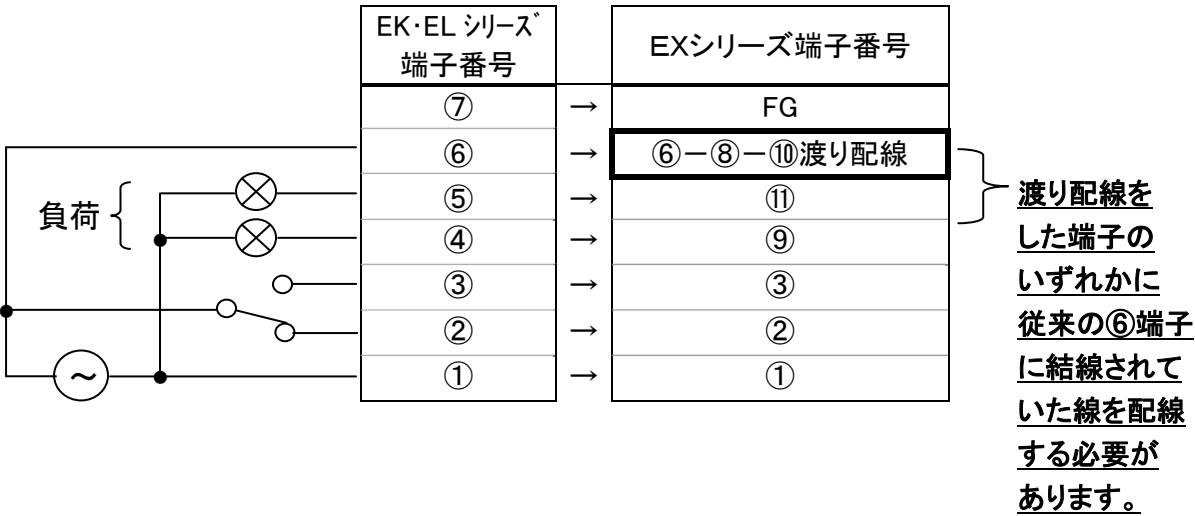 EK・EL シリーズ
端子番号
EXシリーズ端子番号
⑦ → FG
⑥ → ⑥－⑧－⑩渡り配線
⑤ → ⑪
④ → ⑨
③ → ③
② → ②
① → ①
負荷
～
渡り配線を
した端子の
いずれかに
従来の⑥端子
に結線されて
いた線を配線
する必要が
あります。